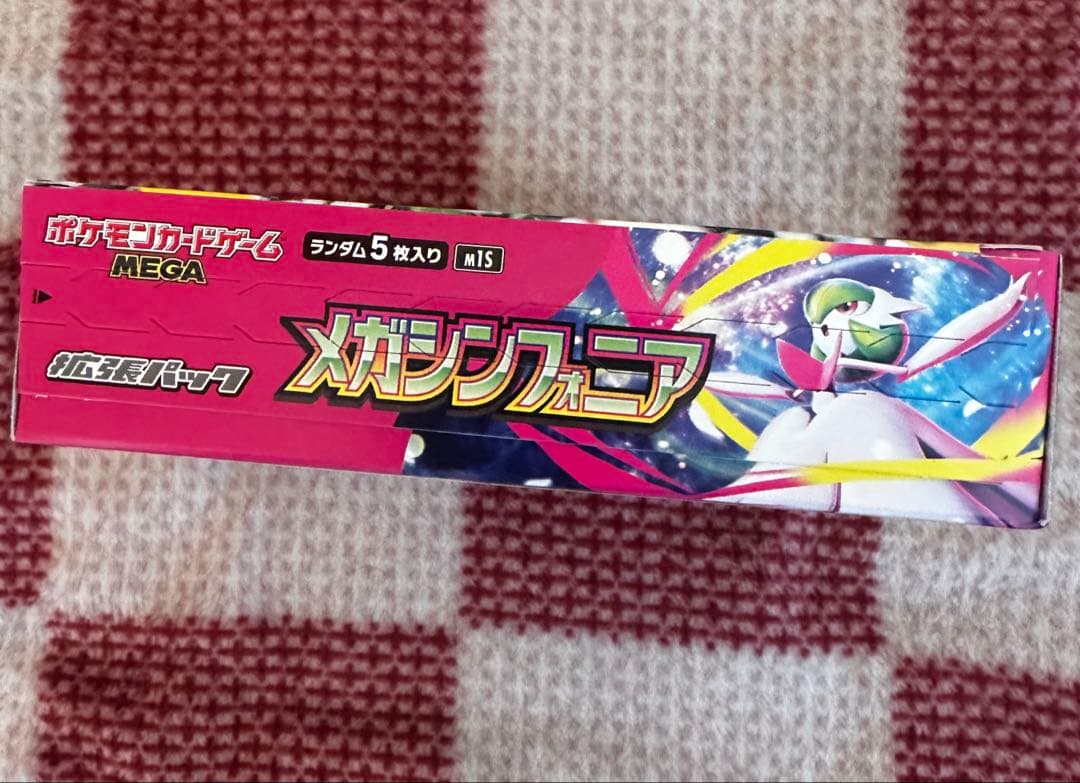 ポケモンカードゲーム
MEGA
ランダム5枚入り
M1S
拡張パック
メガシンフォニア